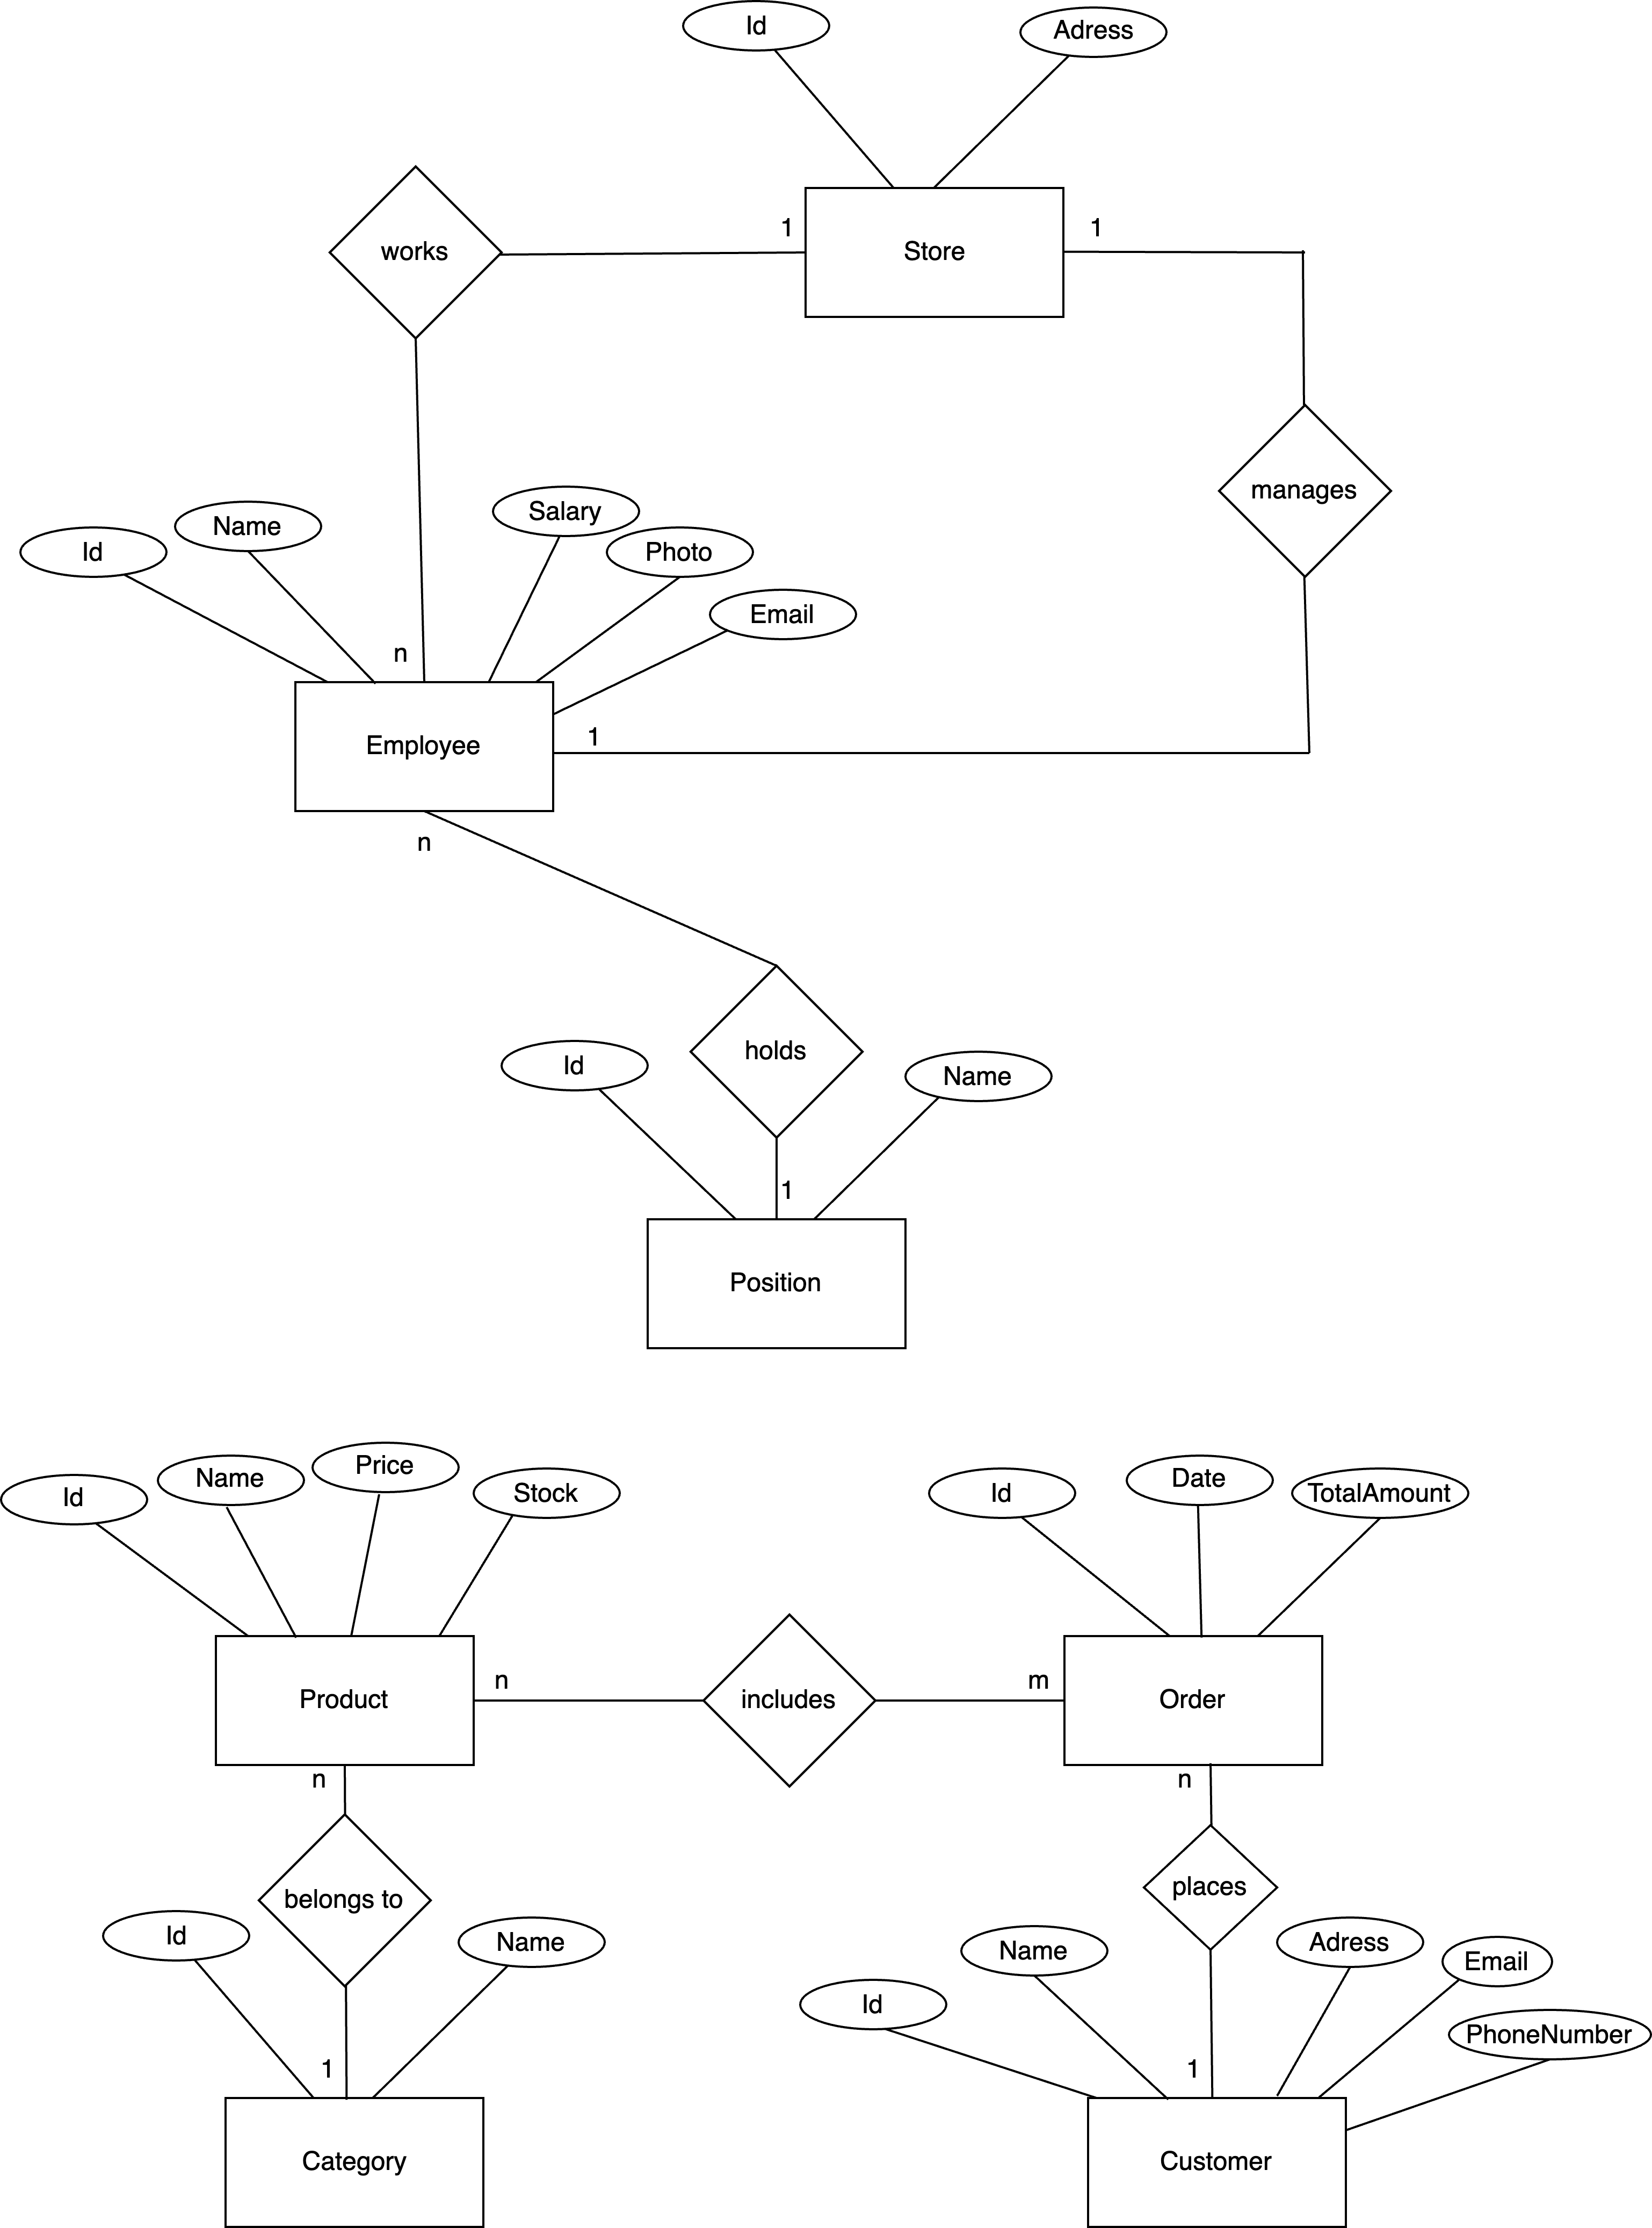 Id
Adress
works
1
Store
1
manages
Id
Name
Salary
Photo
Email
n
Employee
1
n
holds
Id
Name
1
Position
Id
Name
Price
Stock
Id
Date
TotalAmount
Product
n
includes
m
Order
n
belongs to
n
places
Id
Name
1
Category
Id
Name
Adress
Email
PhoneNumber
1
Customer